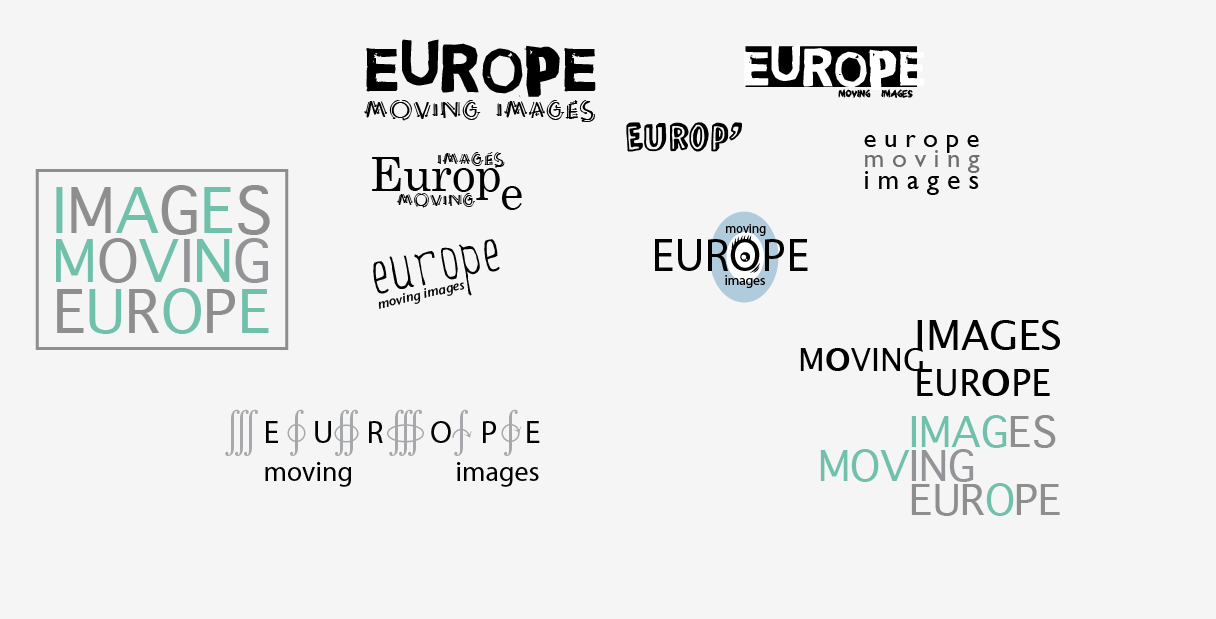 EUROPE
MOVING IMAGES
EUROPE
MOVING IMAGES
EUROP’
europe
moving
images
IMAGES
Europe
MOVING
IMAGES
MOVING
EUROPE
moving
EUROPE
images
europe
moving images
IMAGES
MOVING
EUROPE
∭ E ∮ U ∯ R ∰ O ∱ P ∲ E
moving images
IMAGES
MOVING
EUROPE